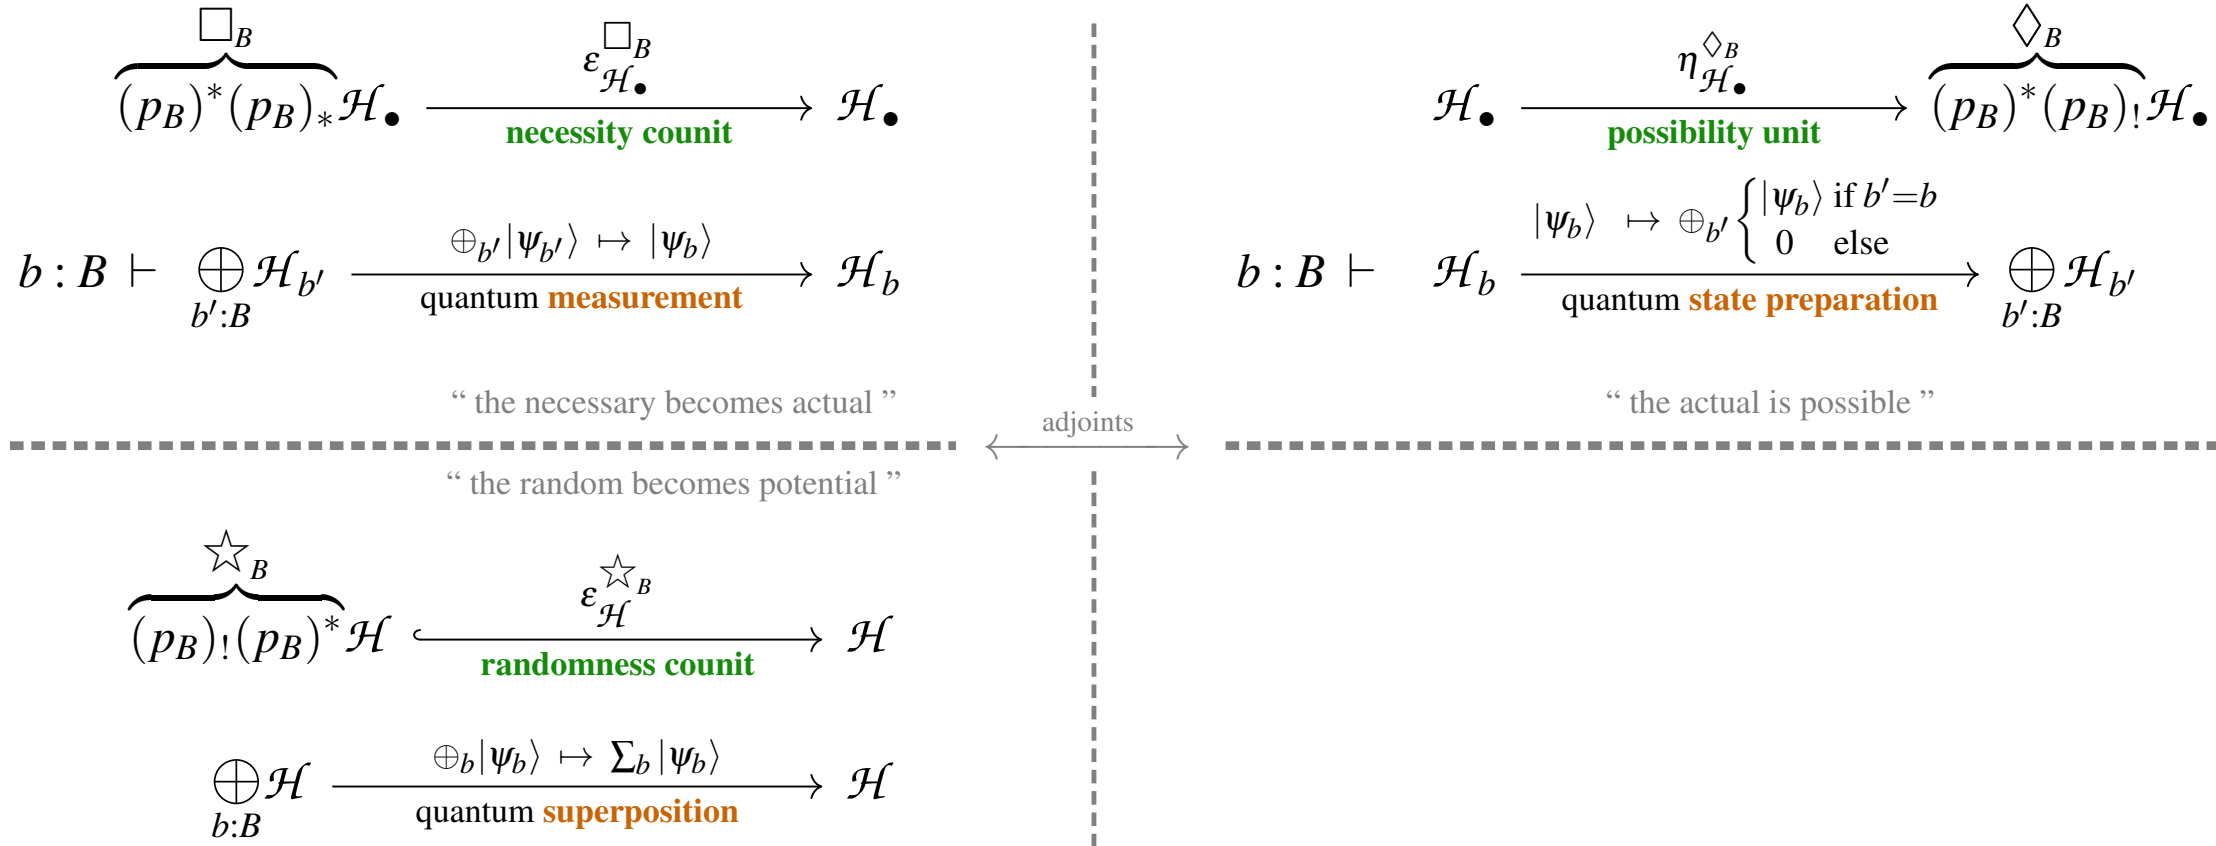 □_B ◇_B
(p_B)^*(p_B)_* ℋ_● ε^{□_B}_{ℋ_●} necessity counit ℋ_●
ℋ_● η^{◇_B}_{ℋ_●} possibility unit (p_B)^*(p_B)_! ℋ_●
b : B ⊢ ⊕_{b′:B} ℋ_{b′} ⊕_{b′}|ψ_{b′}⟩ ↦ |ψ_b⟩ quantum measurement ℋ_b
b : B ⊢ ℋ_b |ψ_b⟩ ↦ ⊕_{b′} { |ψ_b⟩ if b′=b 0 else quantum state preparation ⊕_{b′:B} ℋ_{b′}
“ the necessary becomes actual ”
“ the actual is possible ”
adjoints
“ the random becomes potential ”
☆_B
(p_B)_!(p_B)^* ℋ ε^{☆_B}_ℋ randomness counit ℋ
⊕_{b:B} ℋ ⊕_b|ψ_b⟩ ↦ ∑_b|ψ_b⟩ quantum superposition ℋ